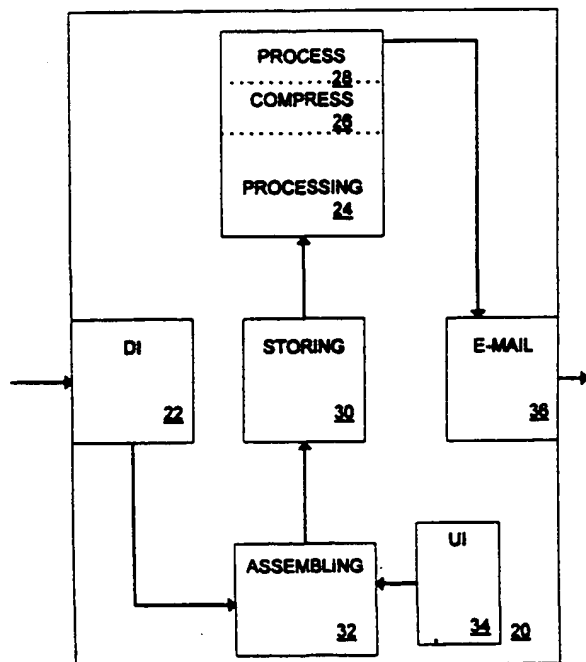 PROCESS
28
COMPRESS
26
PROCESSING
24
DI
22
STORING
30
E-MAIL
36
ASSEMBLING
32
UI
34
20